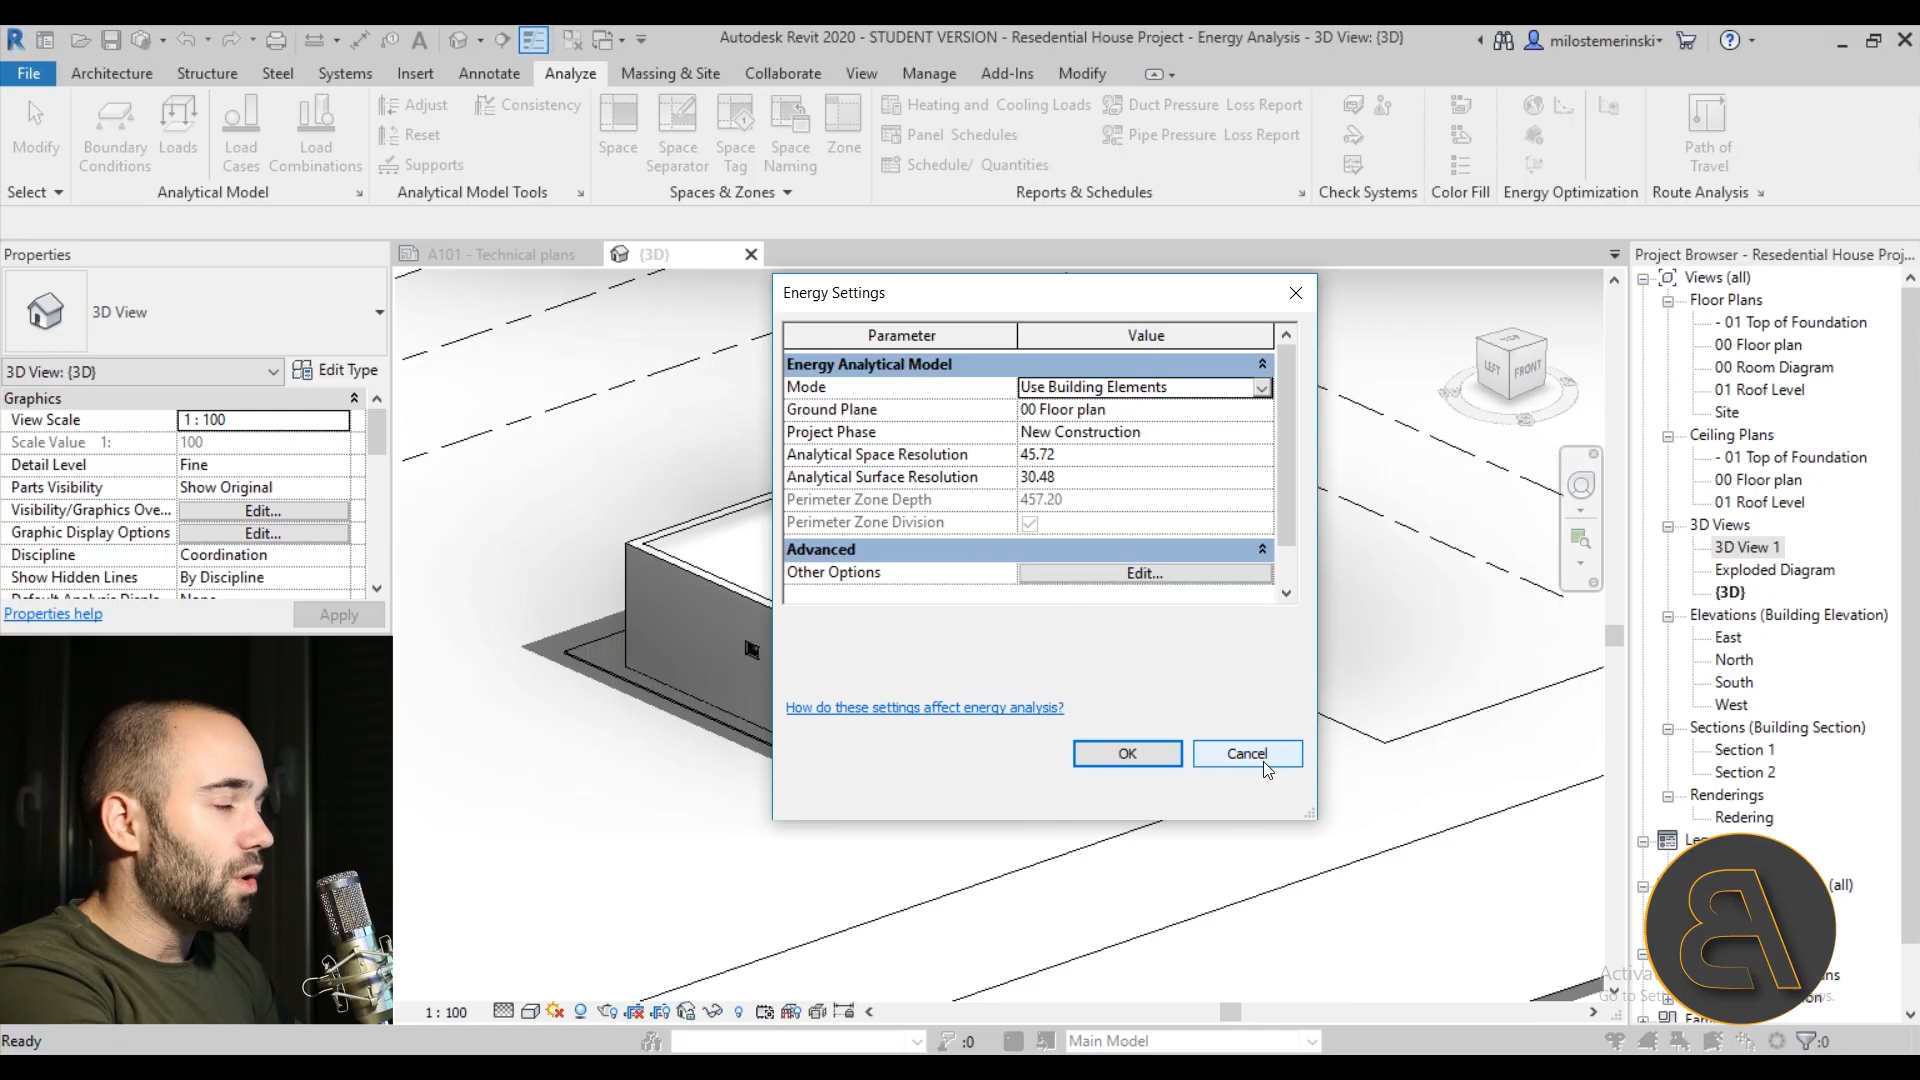 Autodesk Revit 2020 - STUDENT VERSION - Resedential House Project - Energy Analysis - 3D View: {3D}
milostemerinski
File Architecture Structure Steel Systems Insert Annotate Analyze Massing & Site Collaborate View Manage Add-Ins Modify
Modify
Boundary Conditions
Loads
Load Cases
Load Combinations
Adjust
Reset
Supports
Consistency
Space
Space Separator
Space Tag
Space Naming
Zone
Heating and Cooling Loads
Panel Schedules
Schedule/ Quantities
Duct Pressure Loss Report
Pipe Pressure Loss Report
Path of Travel
Select
Analytical Model
Analytical Model Tools
Spaces & Zones
Reports & Schedules
Check Systems
Color Fill
Energy Optimization
Route Analysis
Properties
3D View
3D View: {3D}
Edit Type
Graphics
View Scale 1 : 100
Scale Value 1: 100
Detail Level Fine
Parts Visibility Show Original
Visibility/Graphics Ove... Edit...
Graphic Display Options Edit...
Discipline Coordination
Show Hidden Lines By Discipline
Properties help
Apply
A101 - Technical plans
{3D}
Energy Settings
Parameter Value
Energy Analytical Model
Mode Use Building Elements
Ground Plane 00 Floor plan
Project Phase New Construction
Analytical Space Resolution 45.72
Analytical Surface Resolution 30.48
Perimeter Zone Depth 457.20
Perimeter Zone Division
Advanced
Other Options Edit...
How do these settings affect energy analysis?
OK Cancel
TOP
LEFT
FRONT
Project Browser - Resedential House Proj...
Views (all)
Floor Plans
- 01 Top of Foundation
00 Floor plan
00 Room Diagram
01 Roof Level
Site
Ceiling Plans
- 01 Top of Foundation
00 Floor plan
01 Roof Level
3D Views
3D View 1
Exploded Diagram
{3D}
Elevations (Building Elevation)
East
North
South
West
Sections (Building Section)
Section 1
Section 2
Renderings
Redering
(all)
1 : 100
Ready
:0
Main Model
:0